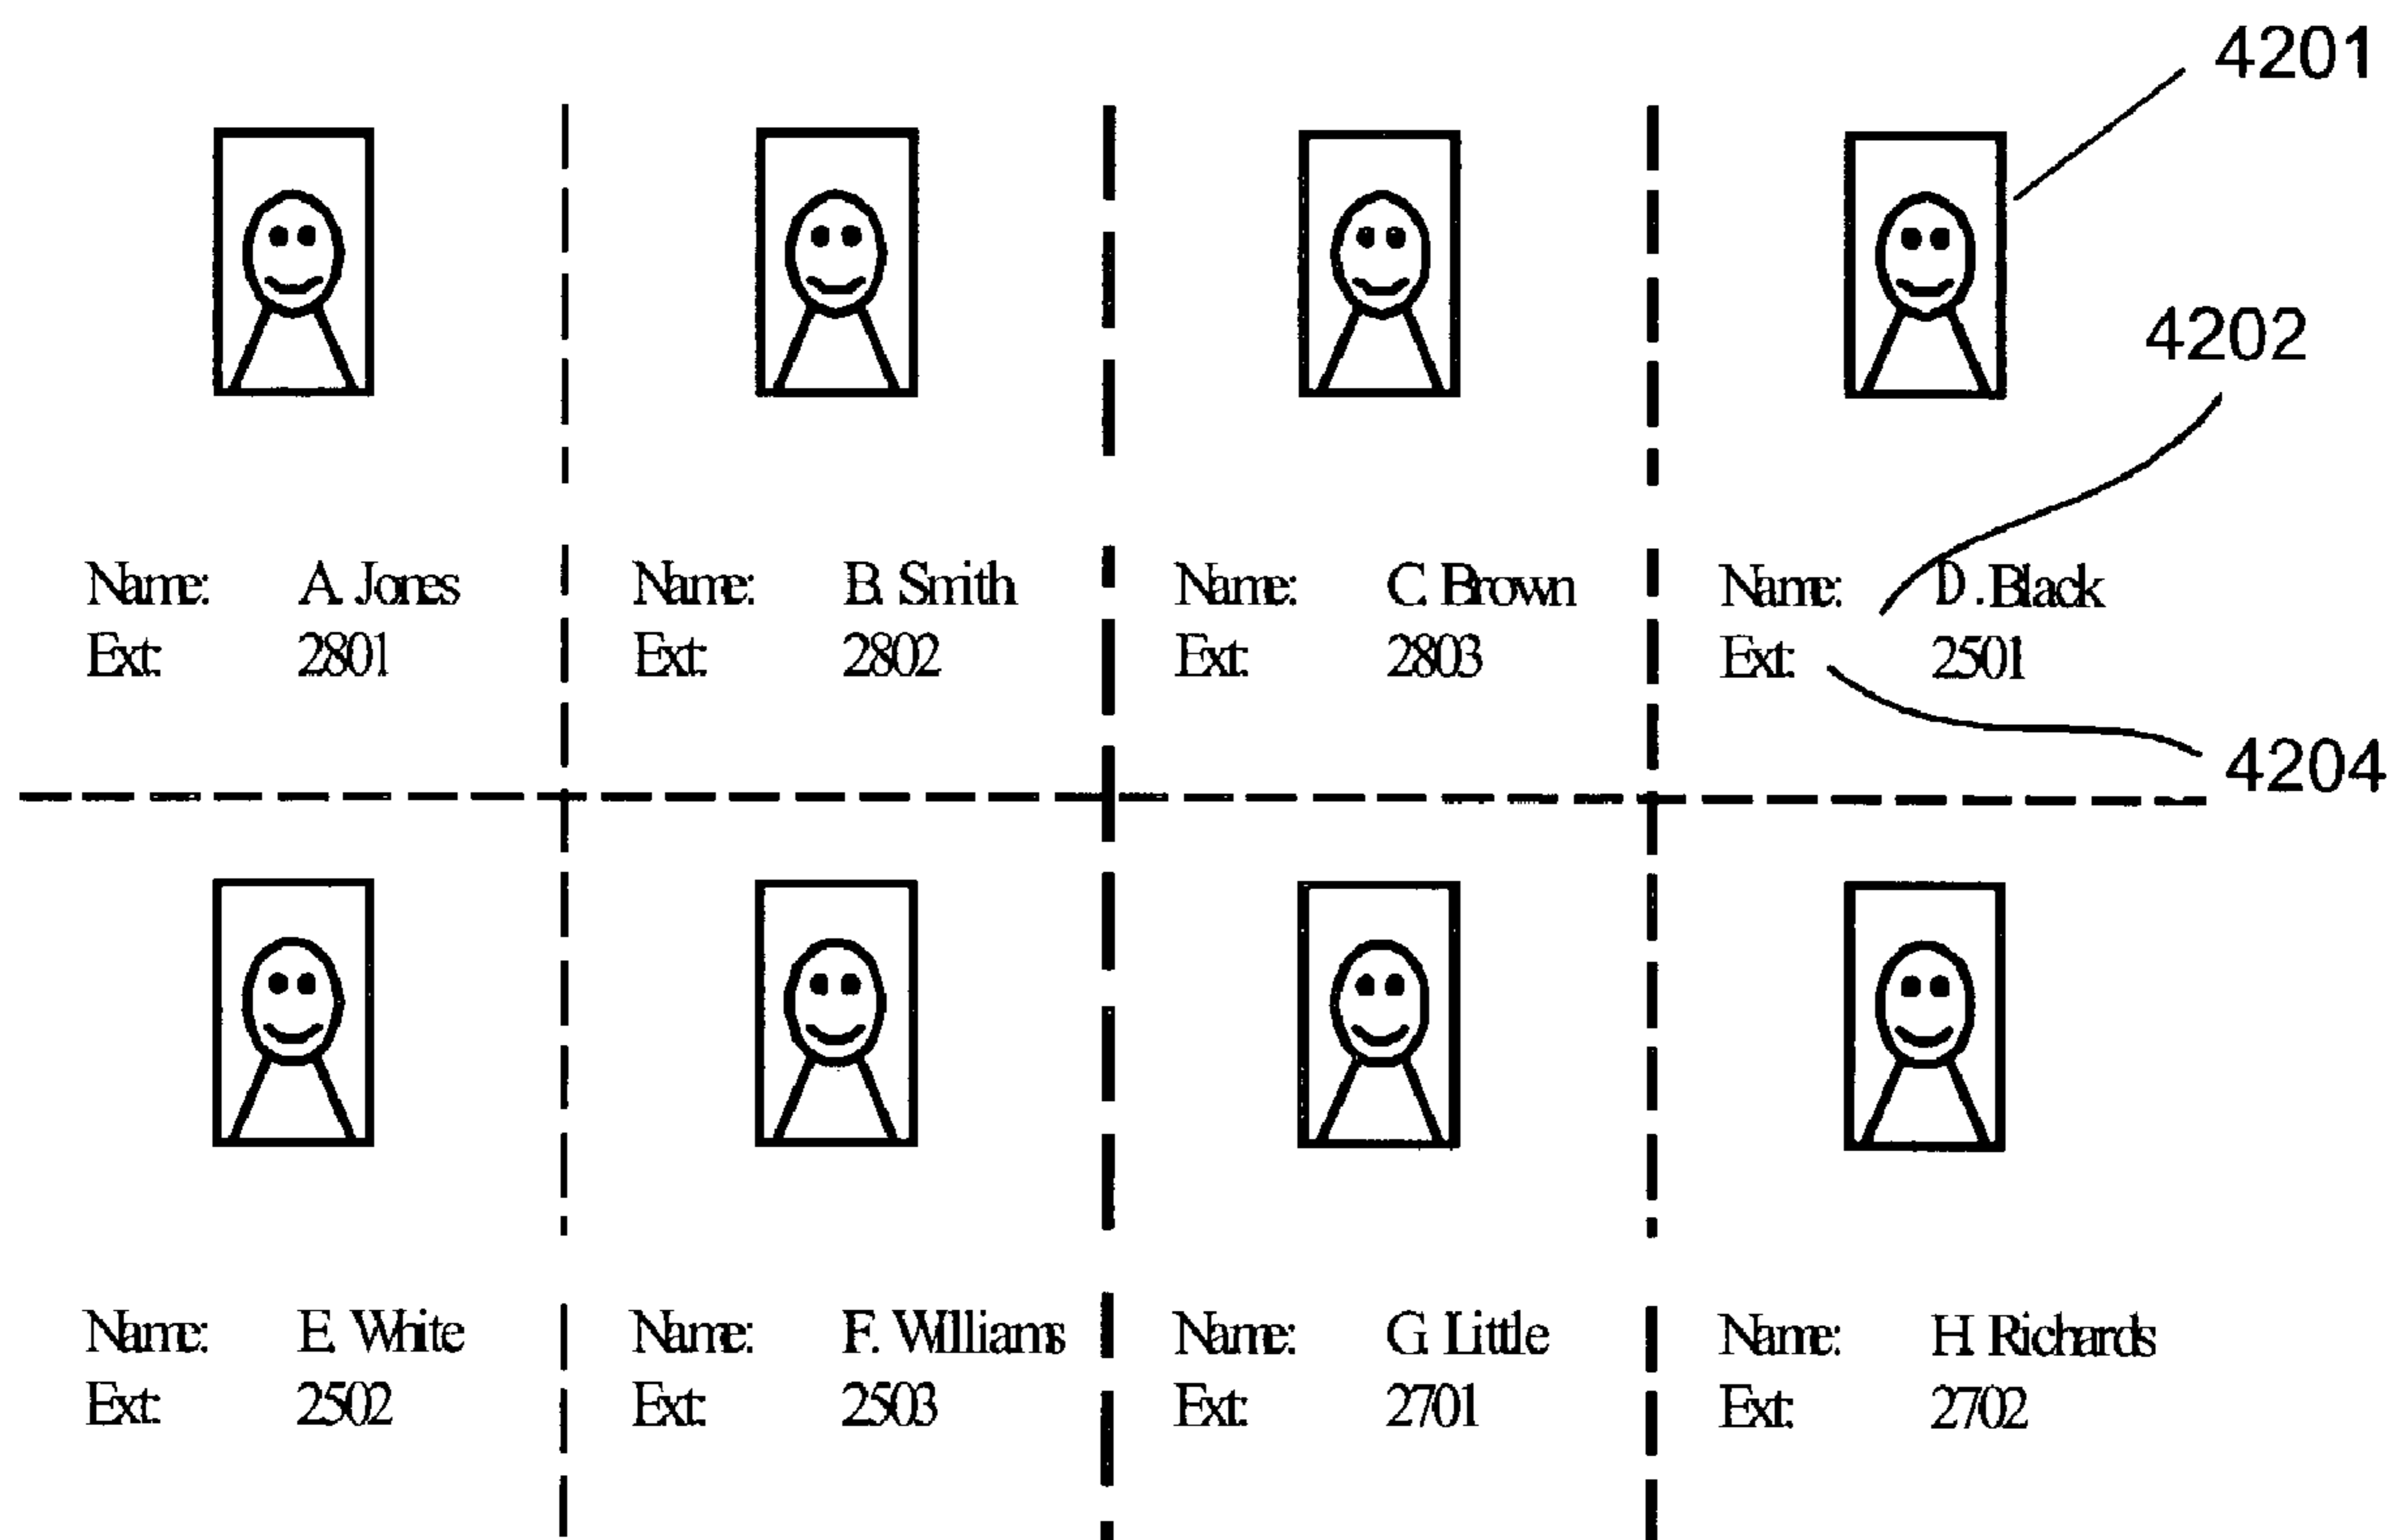 4201
4202
Name: A. Jones
Ext: 2801
Name: B. Smith
Ext: 2802
Name: C. Brown
Ext: 2803
Name: D. Black
Ext: 2501
4204
Name: E. White
Ext: 2502
Name: F. Williams
Ext: 2503
Name: G. Little
Ext: 2701
Name: H. Richards
Ext: 2702